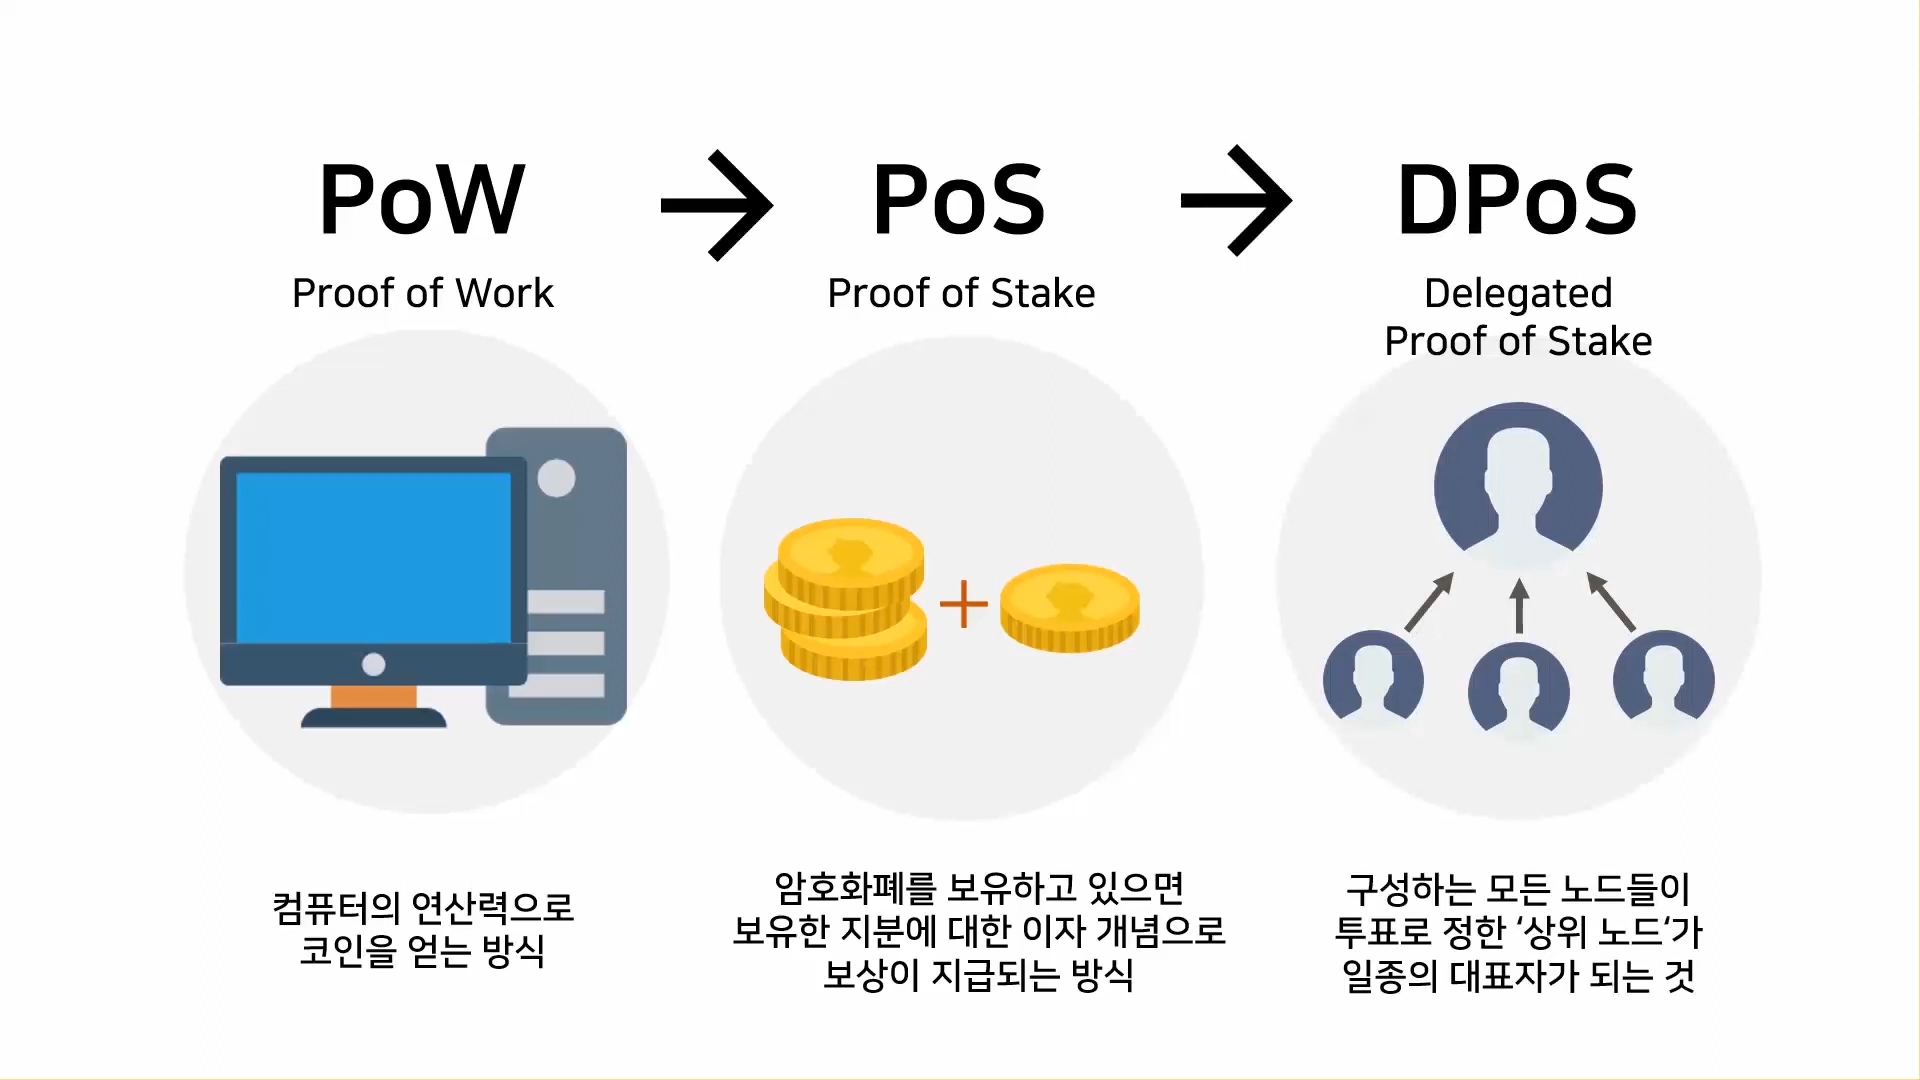 PoW
Proof of Work
컴퓨터의 연산력으로
코인을 얻는 방식
PoS
Proof of Stake
암호화폐를 보유하고 있으면
보유한 지분에 대한 이자 개념으로
보상이 지급되는 방식
DPoS
Delegated
Proof of Stake
구성하는 모든 노드들이
투표로 정한 ‘상위 노드‘가
일종의 대표자가 되는 것